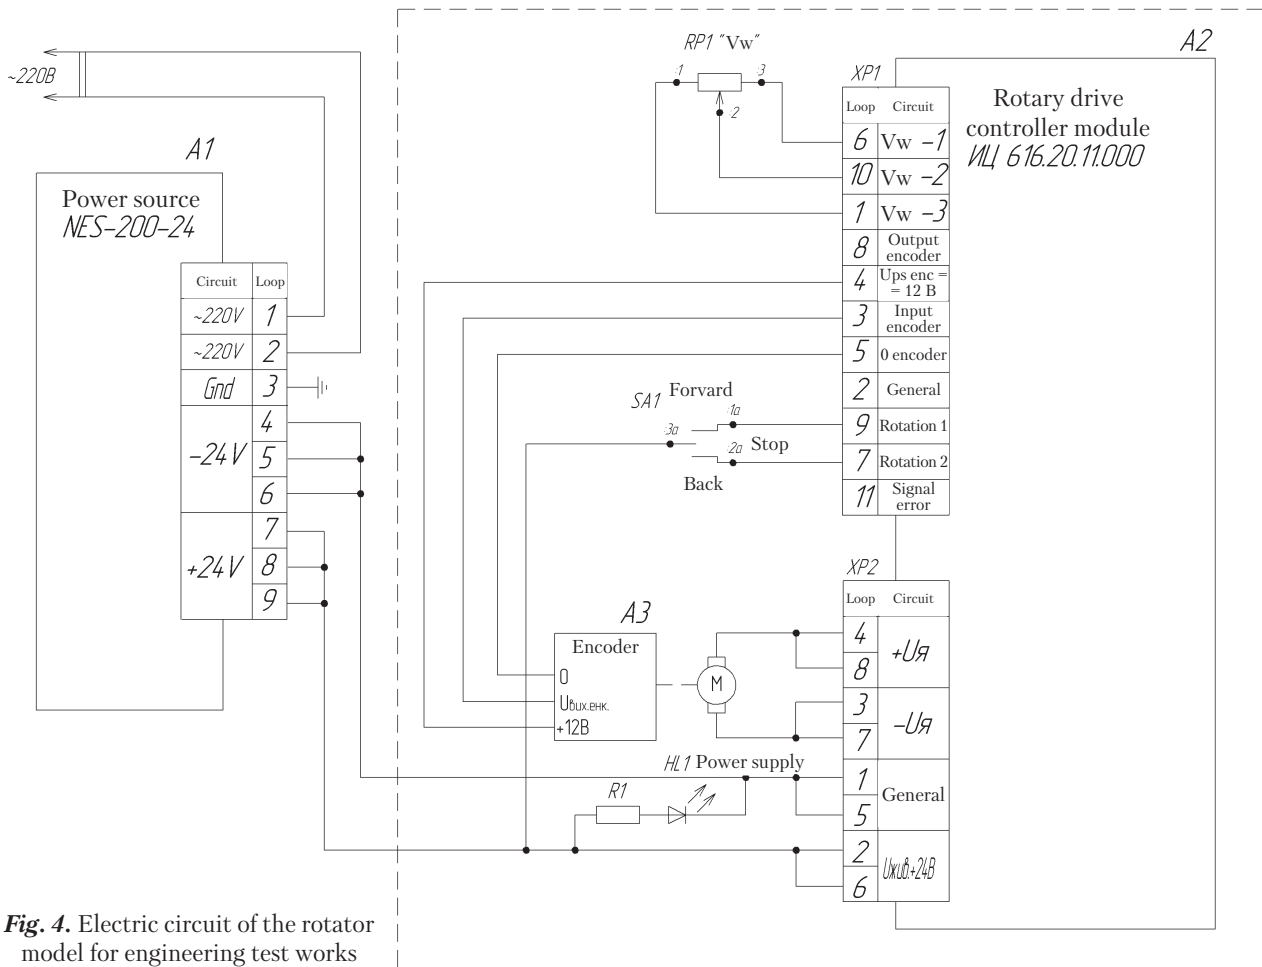 ~220В
A1
Power source
NES-200-24
Circuit Loop
~220V 1
~220V 2
Gnd 3
4
-24V 5
6
7
+24V 8
9
RP1 "Vw"
:1
:3
:2
A2
Rotary drive
controller module
ИЦ 616.20.11.000
XP1
Loop Circuit
6 Vw -1
10 Vw -2
1 Vw -3
8 Output
encoder
4 Ups enc =
= 12 В
3 Input
encoder
5 0 encoder
2 General
9 Rotation 1
7 Rotation 2
11 Signal
error
Forvard
SA1
:1a
:3a
:2a Stop
Back
XP2
Loop Circuit
4
+Uя
8
3
-Uя
7
1
General
5
2
Uжив.+24В
6
A3
Encoder
0
Uвих.енк.
+12В
M
HL1 Power supply
R1
Fig. 4. Electric circuit of the rotator
model for engineering test works